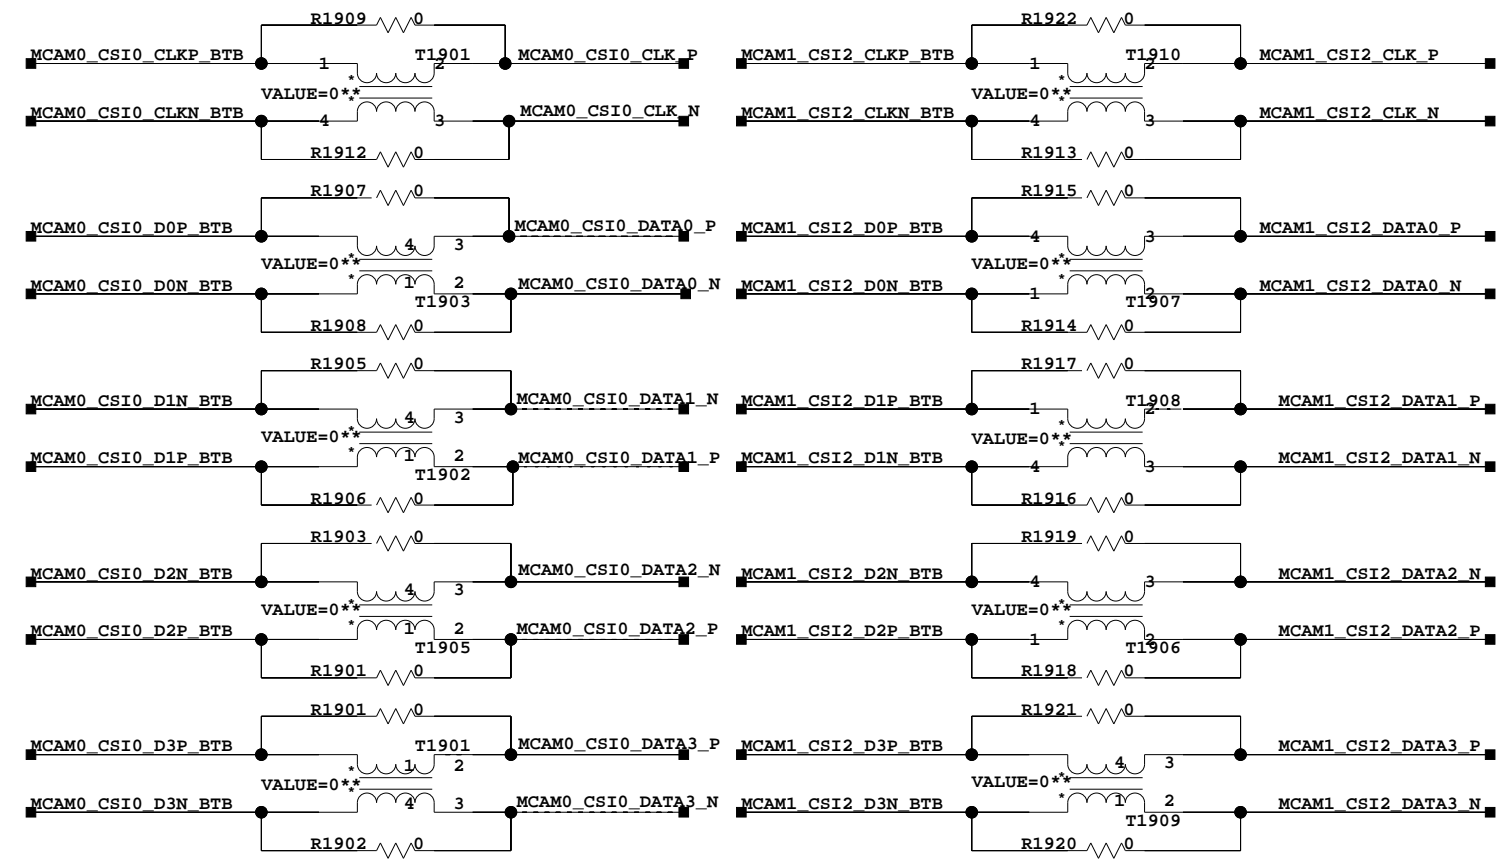 R1909 0 R1922 0
MCAM0_CSI0_CLKP_BTB 1 T1901 2 MCAM0_CSI0_CLK_P MCAM1_CSI2_CLKP_BTB 1 T1910 2 MCAM1_CSI2_CLK_P
* *
VALUE=0** VALUE=0**
MCAM0_CSI0_CLKN_BTB 4 3 MCAM0_CSI0_CLK_N MCAM1_CSI2_CLKN_BTB 4 3 MCAM1_CSI2_CLK_N
R1912 0 R1913 0
R1907 0 R1915 0
MCAM0_CSI0_D0P_BTB 4 3 MCAM0_CSI0_DATA0_P MCAM1_CSI2_D0P_BTB 4 3 MCAM1_CSI2_DATA0_P
VALUE=0** VALUE=0**
* *
MCAM0_CSI0_D0N_BTB 1 2 MCAM0_CSI0_DATA0_N MCAM1_CSI2_D0N_BTB 1 2 MCAM1_CSI2_DATA0_N
T1903 T1907
R1908 0 R1914 0
R1905 0 R1917 0
MCAM0_CSI0_D1N_BTB 4 3 MCAM0_CSI0_DATA1_N MCAM1_CSI2_D1P_BTB 1 T1908 2 MCAM1_CSI2_DATA1_P
VALUE=0** VALUE=0**
* *
MCAM0_CSI0_D1P_BTB 1 2 MCAM0_CSI0_DATA1_P MCAM1_CSI2_D1N_BTB 4 3 MCAM1_CSI2_DATA1_N
T1902
R1906 0 R1916 0
R1903 0 R1919 0
MCAM0_CSI0_D2N_BTB 4 3 MCAM0_CSI0_DATA2_N MCAM1_CSI2_D2N_BTB 4 3 MCAM1_CSI2_DATA2_N
VALUE=0** VALUE=0**
* *
MCAM0_CSI0_D2P_BTB 1 2 MCAM0_CSI0_DATA2_P MCAM1_CSI2_D2P_BTB 1 2 MCAM1_CSI2_DATA2_P
T1905 T1906
R1901 0 R1918 0
R1901 0 R1921 0
MCAM0_CSI0_D3P_BTB 1 T1901 2 MCAM0_CSI0_DATA3_P MCAM1_CSI2_D3P_BTB 4 3 MCAM1_CSI2_DATA3_P
* *
VALUE=0** VALUE=0**
MCAM0_CSI0_D3N_BTB 4 3 MCAM0_CSI0_DATA3_N MCAM1_CSI2_D3N_BTB 1 2 MCAM1_CSI2_DATA3_N
T1909
R1902 0 R1920 0